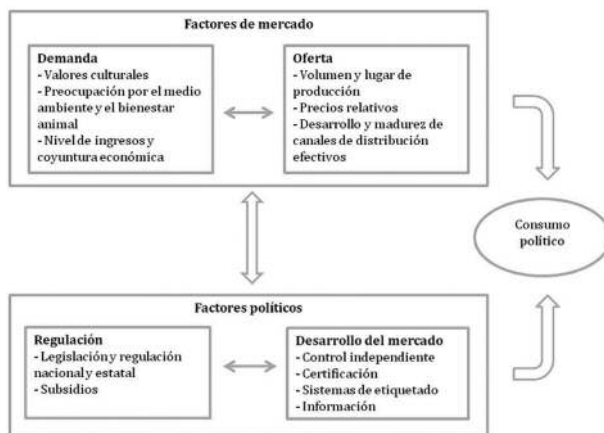 Factores de mercado
Demanda
- Valores culturales
- Preocupación por el medio
ambiente y el bienestar
animal
- Nivel de ingresos y
coyuntura económica
Oferta
- Volumen y lugar de
producción
- Precios relativos
- Desarrollo y madurez de
canales de distribución
efectivos
Consumo
político
Factores políticos
Regulación
- Legislación y regulación
nacional y estatal
- Subsidios
Desarrollo del mercado
- Control independiente
- Certificación
- Sistemas de etiquetado
- Información